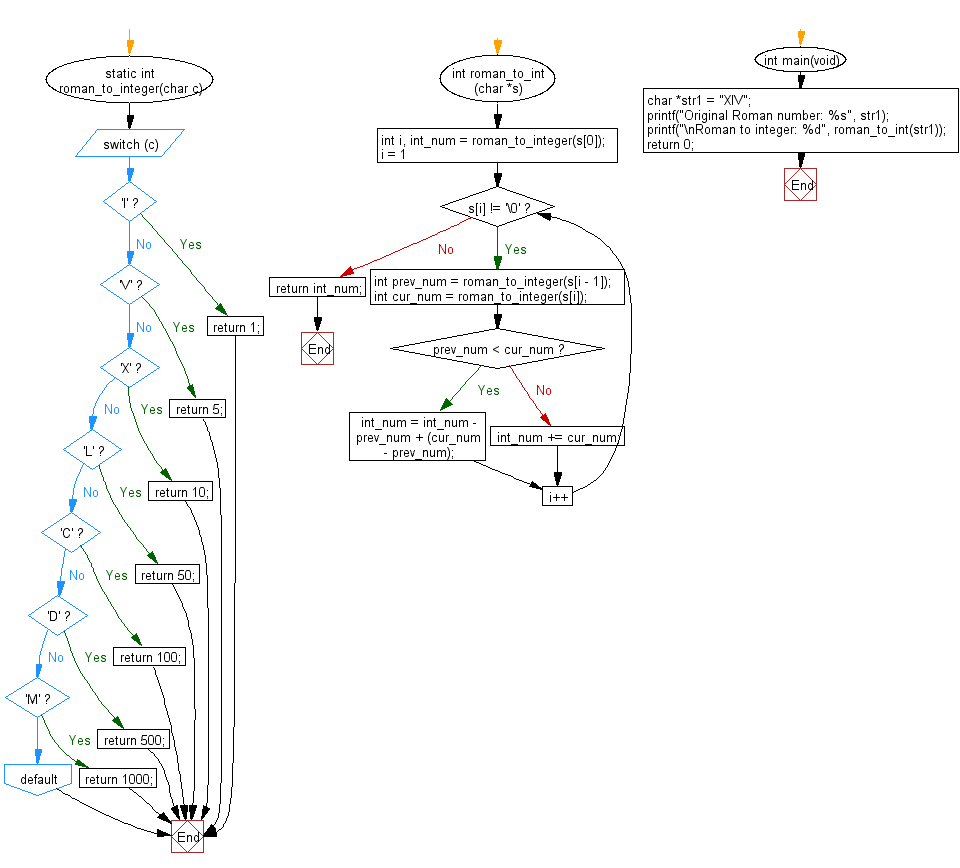 static int
roman_to_integer(char c)
switch (c)
'I' ?
No
Yes
'V' ?
return 1;
No
Yes
'X' ?
return 5;
No
Yes
'L' ?
return 10;
No
Yes
'C' ?
return 50;
No
Yes
'D' ?
return 100;
No
Yes
'M' ?
return 500;
Yes
default
return 1000;
End
int roman_to_int
(char *s)
int i, int_num = roman_to_integer(s[0]);
i = 1
s[i] != '\0' ?
No
Yes
return int_num;
End
int prev_num = roman_to_integer(s[i - 1]);
int cur_num = roman_to_integer(s[i]);
prev_num < cur_num ?
Yes
No
int_num = int_num -
prev_num + (cur_num
- prev_num);
int_num += cur_num;
i++
int main(void)
char *str1 = "XIV";
printf("Original Roman number: %s", str1);
printf("\nRoman to integer: %d", roman_to_int(str1));
return 0;
End